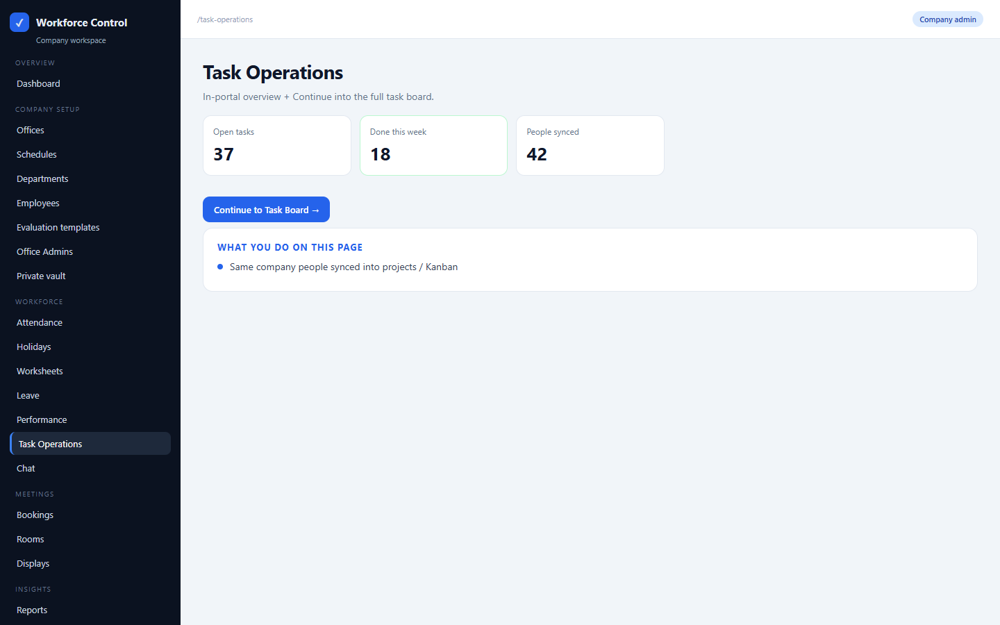 Workforce Control
Company workspace
OVERVIEW
Dashboard
COMPANY SETUP
Offices
Schedules
Departments
Employees
Evaluation templates
Office Admins
Private vault
WORKFORCE
Attendance
Holidays
Worksheets
Leave
Performance
Task Operations
Chat
MEETINGS
Bookings
Rooms
Displays
INSIGHTS
Reports
/task-operations
Company admin
Task Operations
In-portal overview + Continue into the full task board.
Open tasks
37
Done this week
18
People synced
42
Continue to Task Board →
WHAT YOU DO ON THIS PAGE
Same company people synced into projects / Kanban